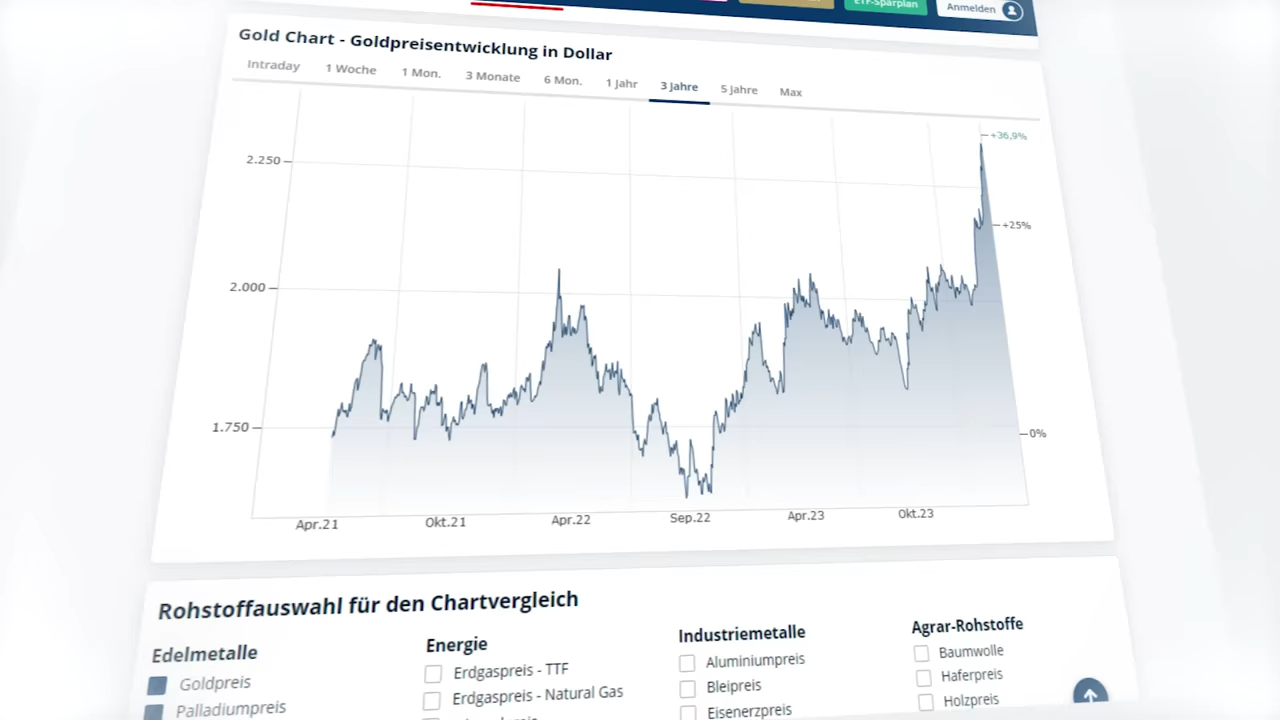 ETF-Sparplan
Anmelden
Gold Chart - Goldpreisentwicklung in Dollar
Intraday 1 Woche 1 Mon. 3 Monate 6 Mon. 1 Jahr 3 Jahre 5 Jahre Max
+36,9%
2.250
+25%
2.000
1.750
0%
Apr.21 Okt.21 Apr.22 Sep.22 Apr.23 Okt.23
Rohstoffauswahl für den Chartvergleich
Edelmetalle Energie Industriemetalle Agrar-Rohstoffe
Goldpreis Erdgaspreis - TTF Aluminiumpreis Baumwolle
Palladiumpreis Erdgaspreis - Natural Gas Bleipreis Haferpreis
Eisenerzpreis Holzpreis